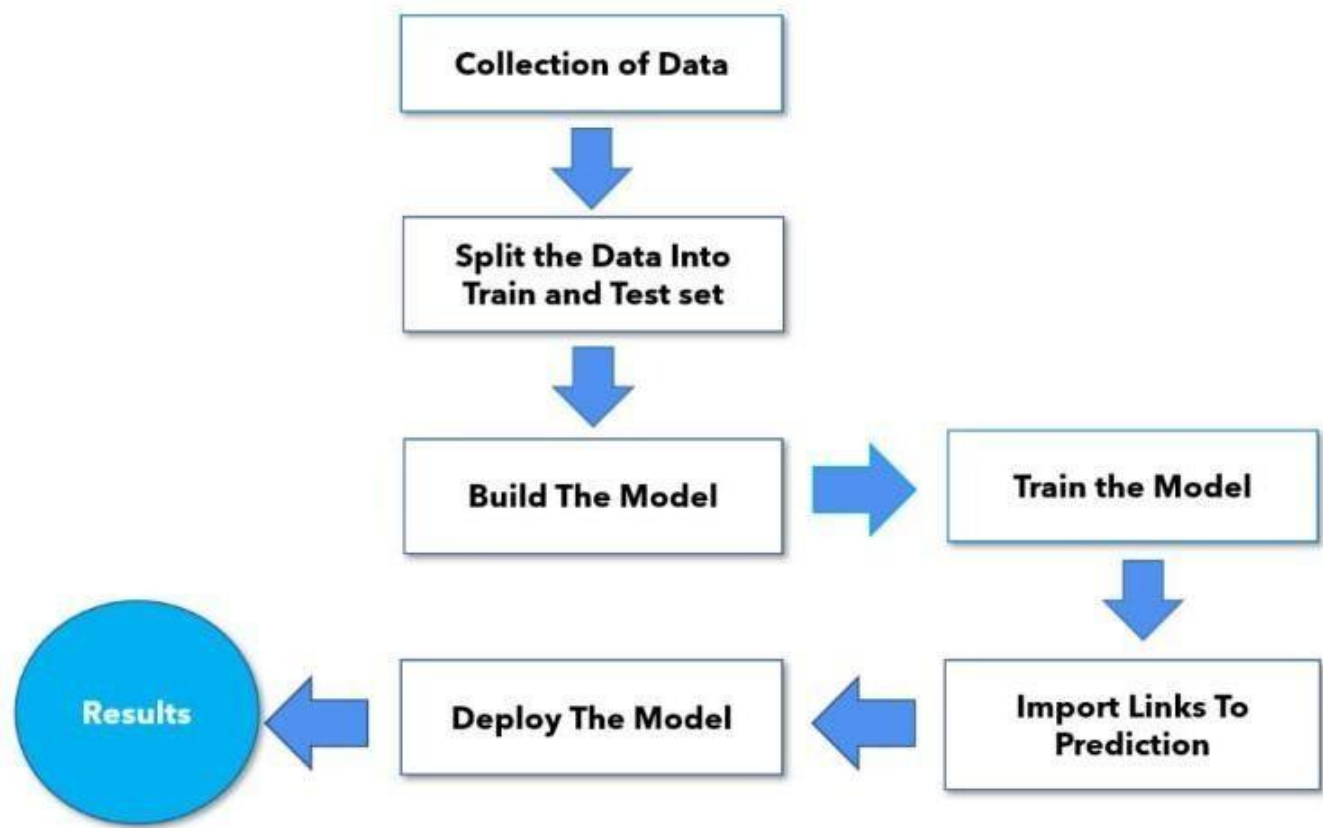 Collection of Data
Split the Data Into
Train and Test set
Build The Model
Train the Model
Import Links To
Prediction
Deploy The Model
Results